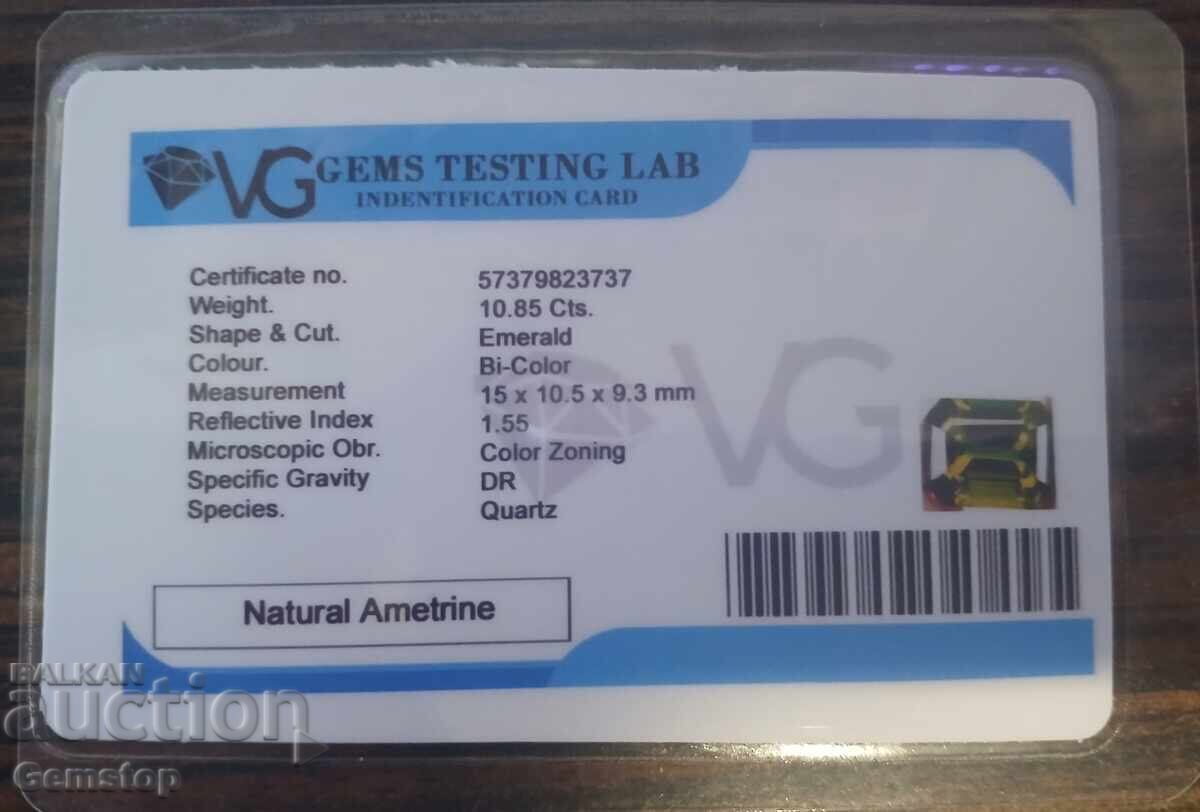 VG GEMS TESTING LAB
INDENTIFICATION CARD
Certificate no. 57379823737
Weight. 10.85 Cts.
Shape & Cut. Emerald
Colour. Bi-Color
Measurement 15 x 10.5 x 9.3 mm
Reflective Index 1.55
Microscopic Obr. Color Zoning
Specific Gravity DR
Species. Quartz
VG
Natural Ametrine
BALKAN
auction
Gemstop